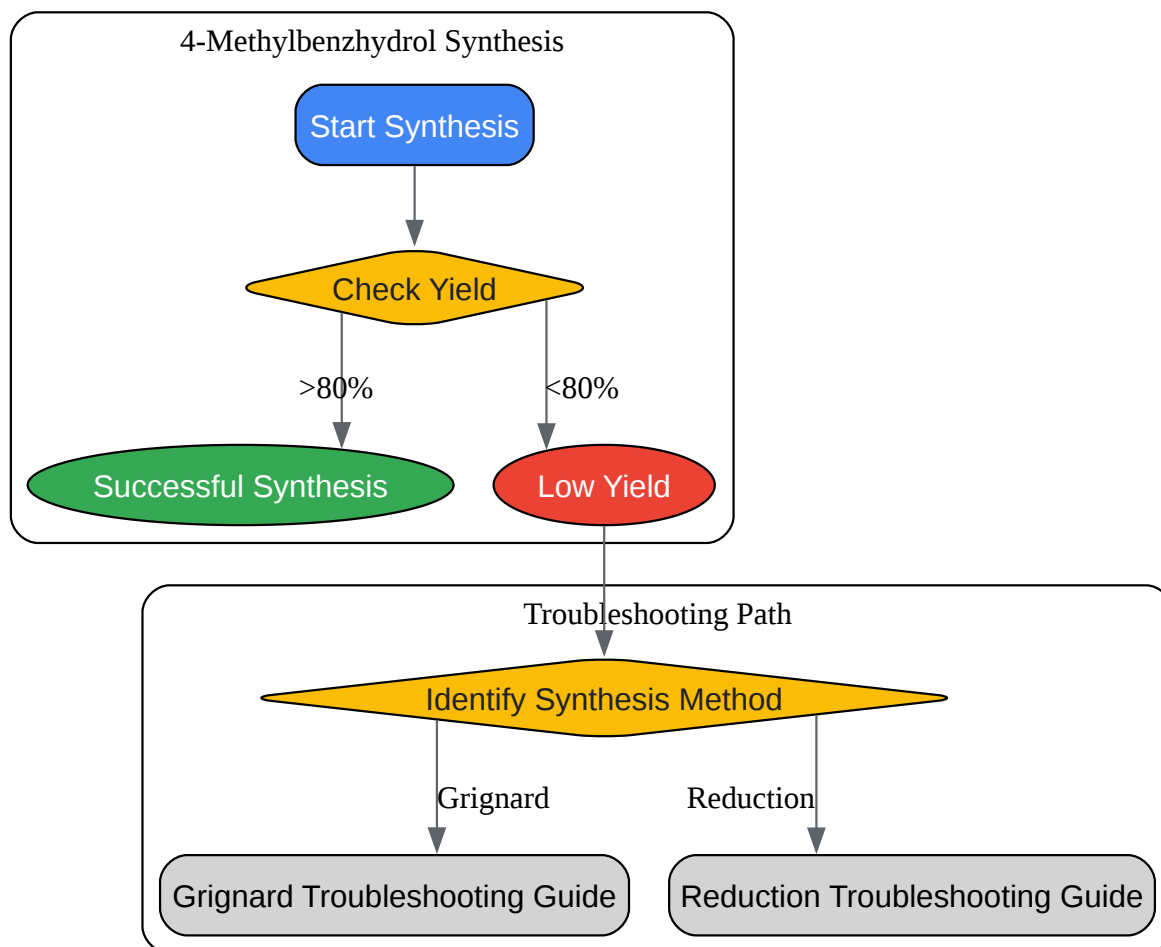 4-Methylbenzhydrol Synthesis
Start Synthesis
Check Yield
>80%
<80%
Successful Synthesis
Low Yield
Troubleshooting Path
Identify Synthesis Method
Grignard
Reduction
Grignard Troubleshooting Guide
Reduction Troubleshooting Guide